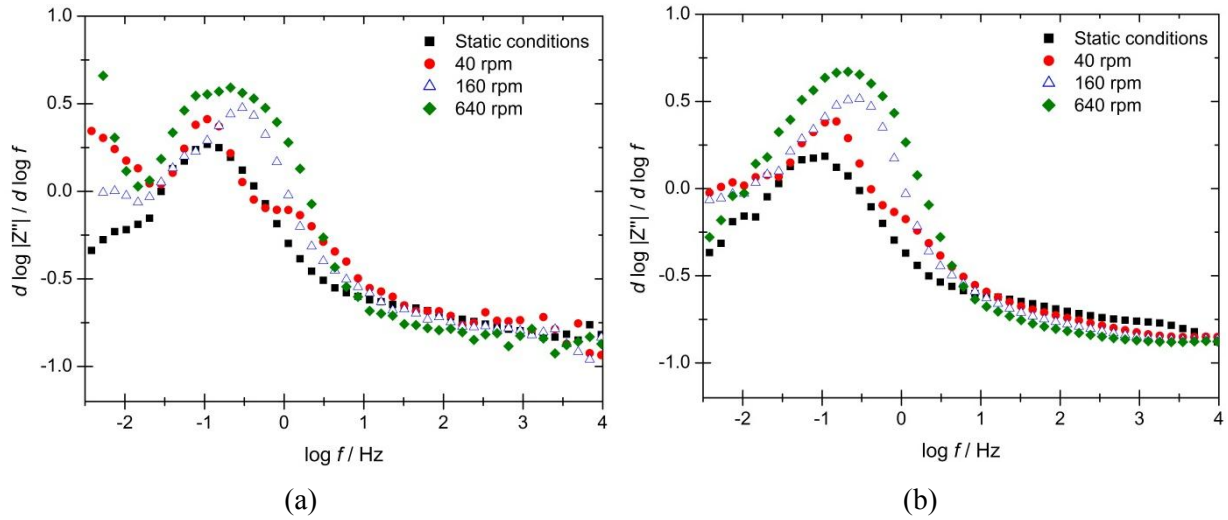 1.0
0.5
0.0
-0.5
-1.0
d log |Z"| / d log f
-2 -1 0 1 2 3 4
log f / Hz
Static conditions
40 rpm
160 rpm
640 rpm
(a)
1.0
0.5
0.0
-0.5
-1.0
d log |Z"| / d log f
-2 -1 0 1 2 3 4
log f / Hz
Static conditions
40 rpm
160 rpm
640 rpm
(b)